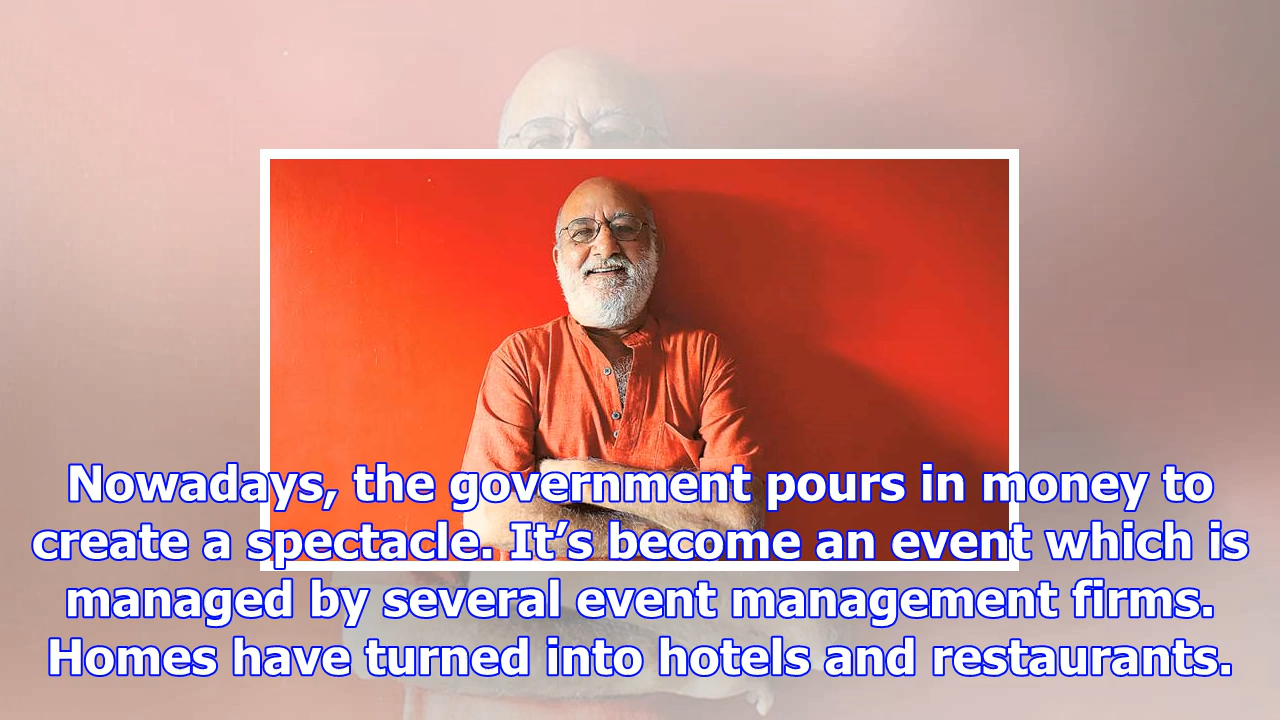 Nowadays, the government pours in money to
create a spectacle. It’s become an event which is
managed by several event management firms.
Homes have turned into hotels and restaurants.